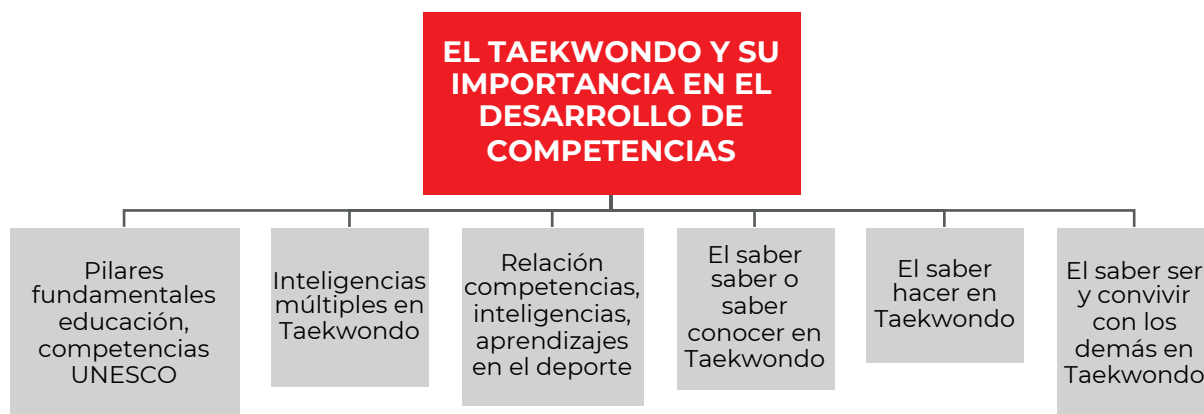 EL TAEKWONDO Y SU
IMPORTANCIA EN EL
DESARROLLO DE
COMPETENCIAS
Pilares
fundamentales
educación,
competencias
UNESCO
Inteligencias
múltiples en
Taekwondo
Relación
competencias,
inteligencias,
aprendizajes
en el deporte
El saber
saber o
saber
conocer en
Taekwondo
El saber
hacer en
Taekwondo
El saber ser
y convivir
con los
demás en
Taekwondo